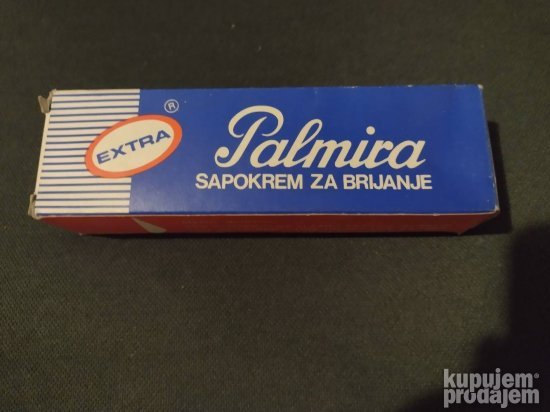 EXTRA
®
Palmira
SAPOKREM ZA BRIJANJE
kupujem®
prodajem